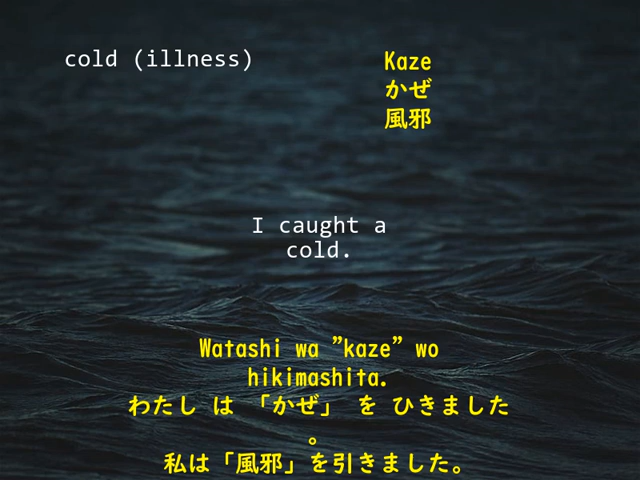 cold (illness)
Kaze
かぜ
風邪
I caught a
cold.
Watashi wa ”kaze” wo
hikimashita.
わたし は 「かぜ」 を ひきました
。
私は「風邪」を引きました。